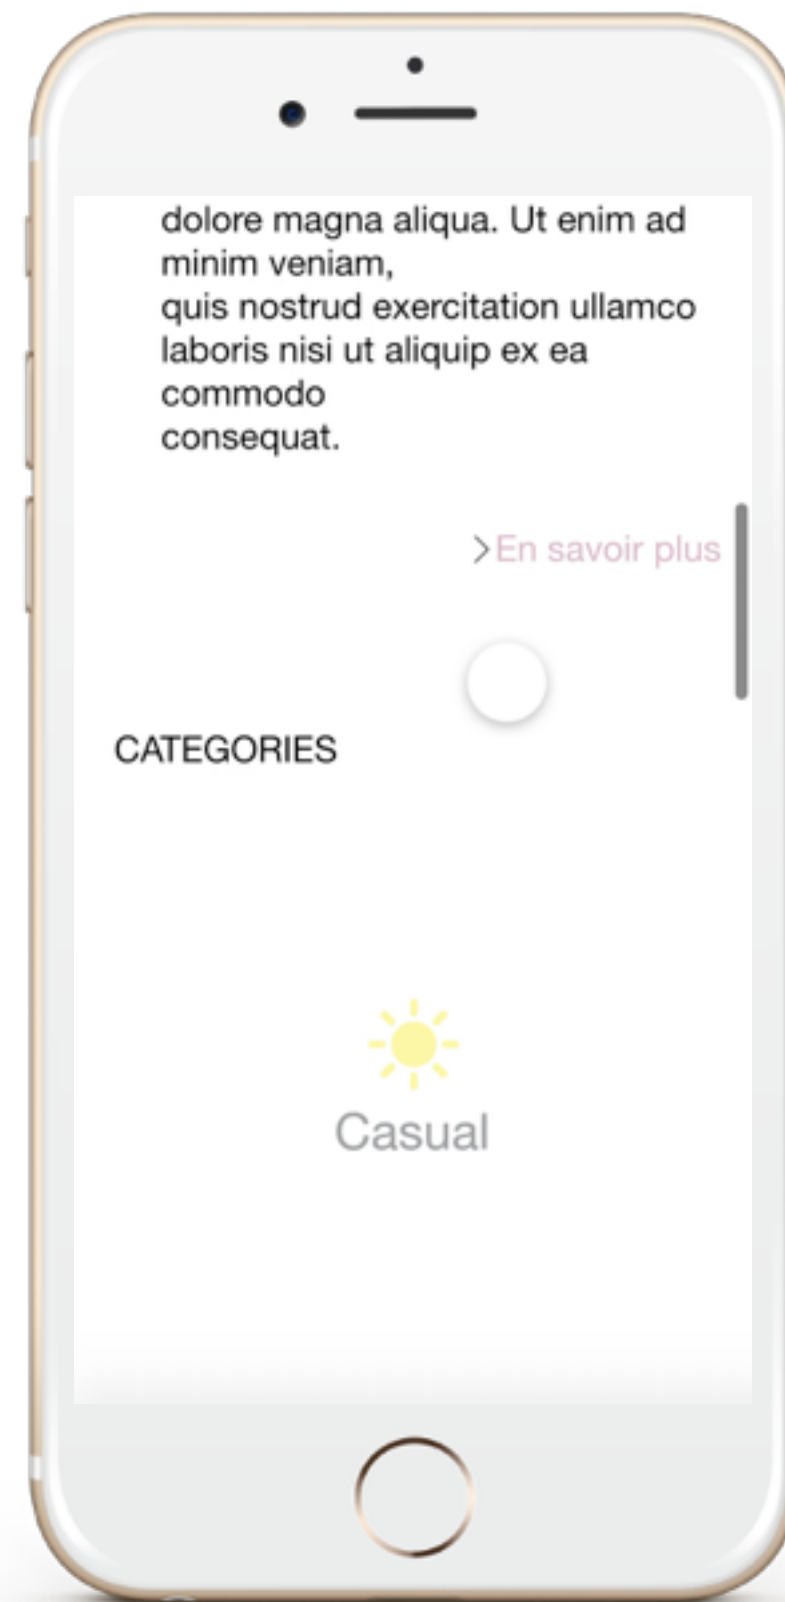 dolore magna aliqua. Ut enim ad
minim veniam,
quis nostrud exercitation ullamco
laboris nisi ut aliquip ex ea
commodo
consequat.
>En savoir plus
CATEGORIES
Casual